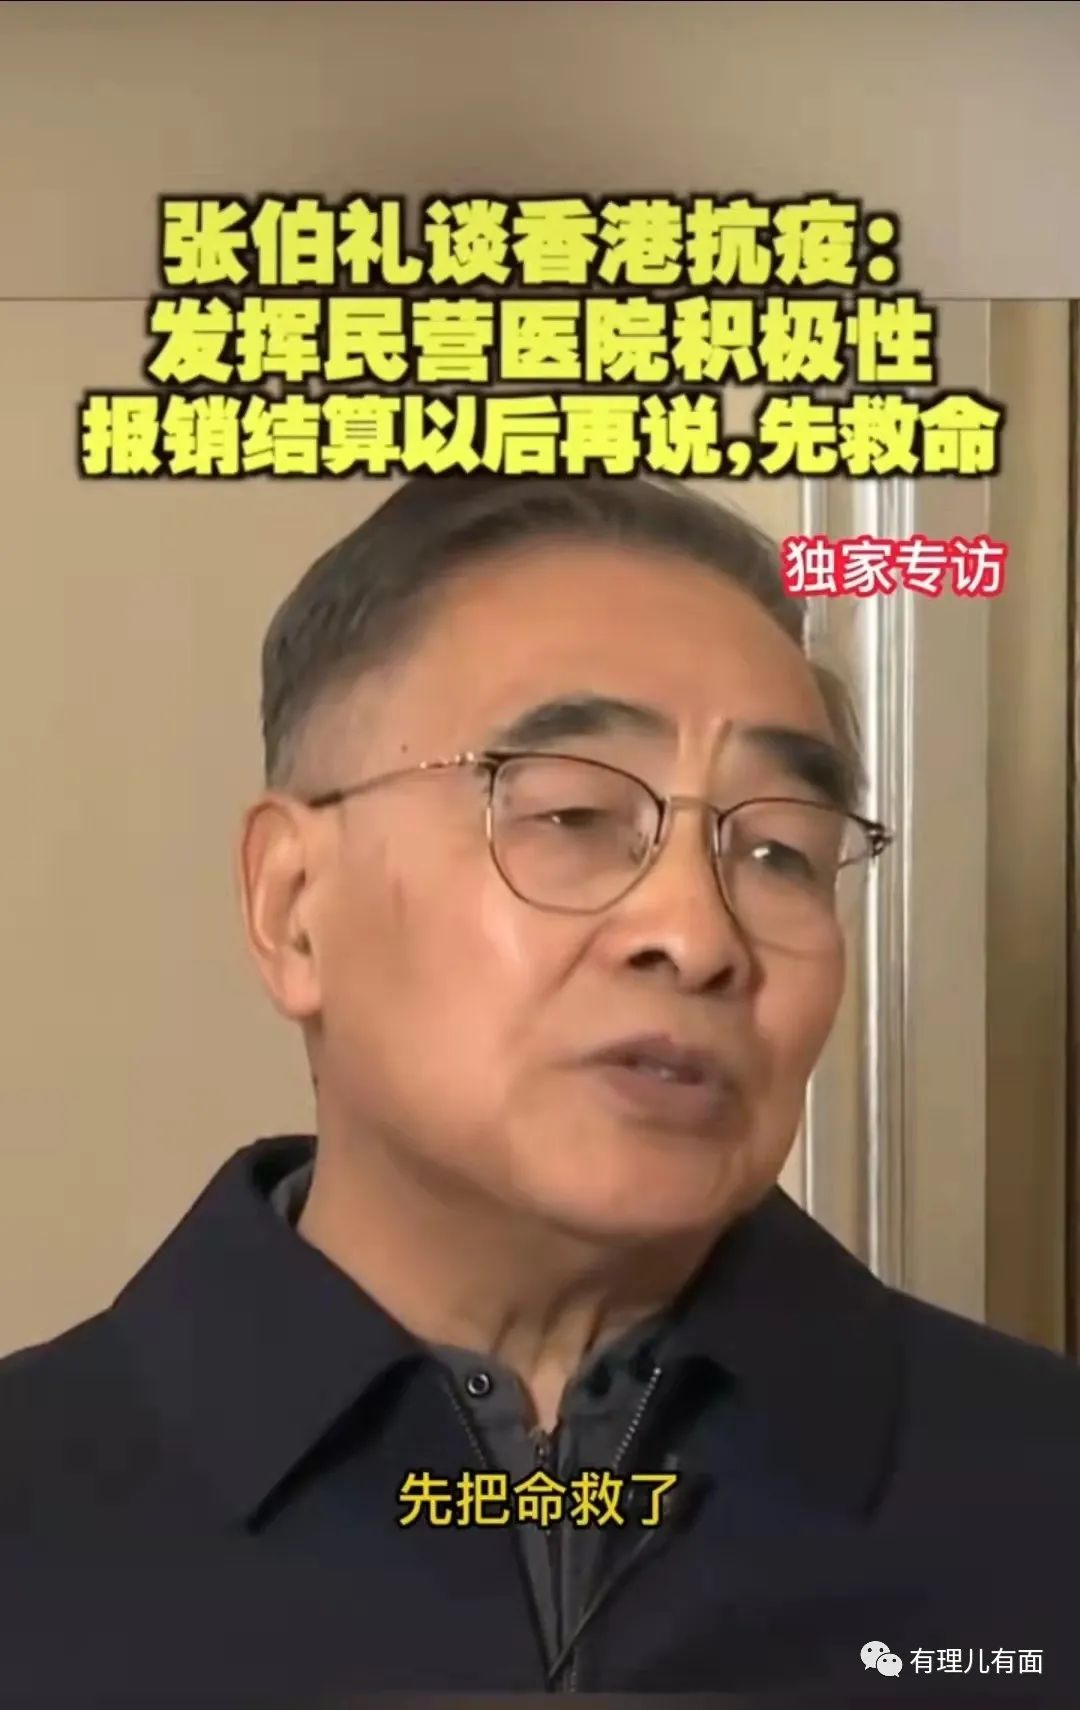 张伯礼谈香港抗疫：
发挥民营医院积极性
报销结算以后再说，先救命
独家专访
先把命救了
有理儿有面